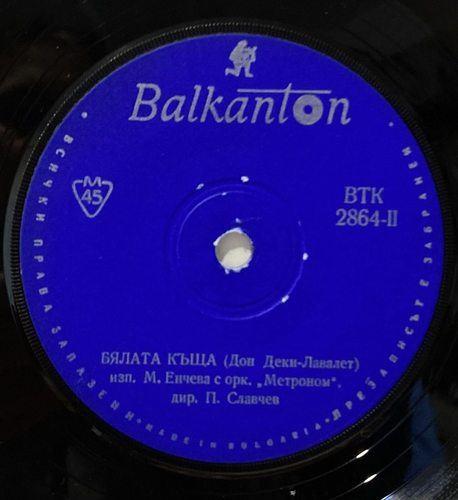 Balkanton
M
45
ВТК
2864-II
БЯЛАТА КЪЩА (Дон Деки-Лавалет)
изп. М. Енчева с орк. „Метроном“,
дир. П. Славчев
• ВСИЧКИ ПРАВА ЗАПАЗЕНИ • MADE IN BULGARIA • ПРЕЗАПИСЪТ Е ЗАБРАНЕН •